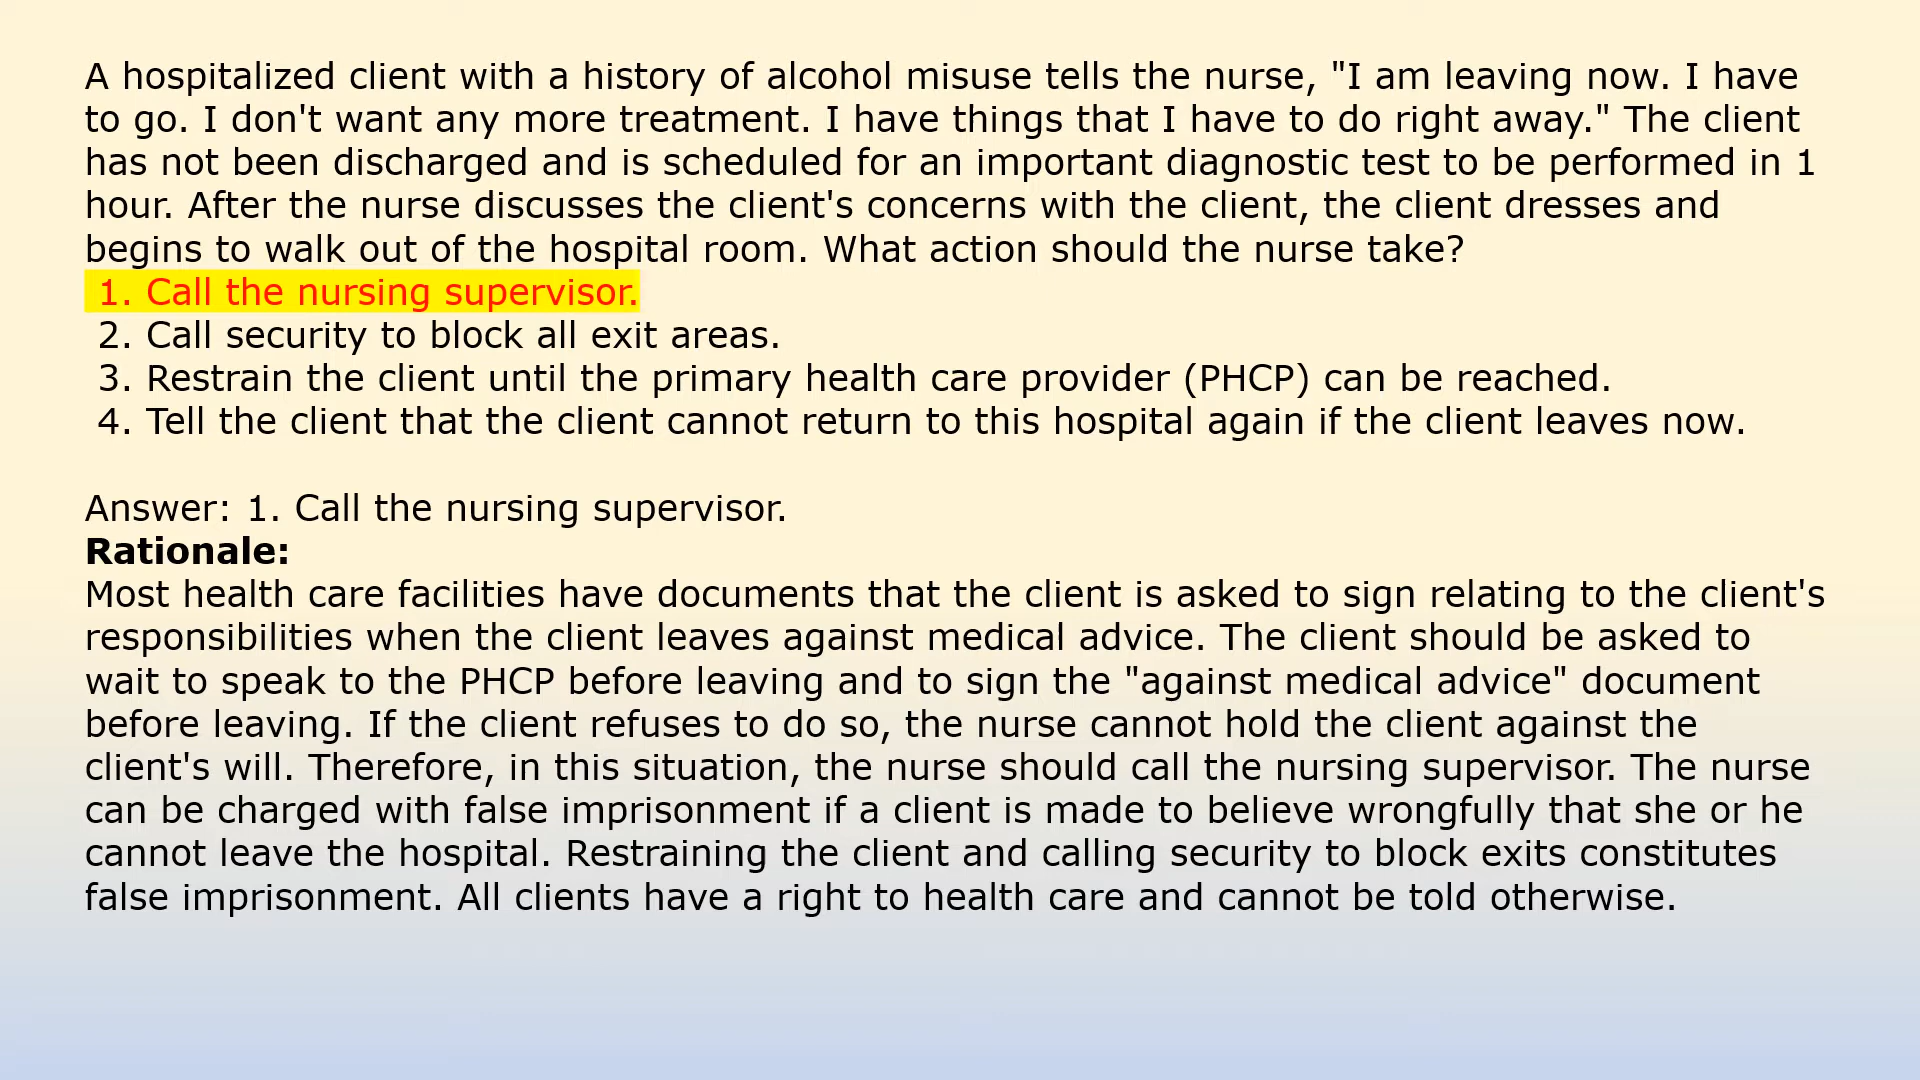 A hospitalized client with a history of alcohol misuse tells the nurse, "I am leaving now. I have
to go. I don't want any more treatment. I have things that I have to do right away." The client
has not been discharged and is scheduled for an important diagnostic test to be performed in 1
hour. After the nurse discusses the client's concerns with the client, the client dresses and
begins to walk out of the hospital room. What action should the nurse take?
1. Call the nursing supervisor.
2. Call security to block all exit areas.
3. Restrain the client until the primary health care provider (PHCP) can be reached.
4. Tell the client that the client cannot return to this hospital again if the client leaves now.
Answer: 1. Call the nursing supervisor.
Rationale:
Most health care facilities have documents that the client is asked to sign relating to the client's
responsibilities when the client leaves against medical advice. The client should be asked to
wait to speak to the PHCP before leaving and to sign the "against medical advice" document
before leaving. If the client refuses to do so, the nurse cannot hold the client against the
client's will. Therefore, in this situation, the nurse should call the nursing supervisor. The nurse
can be charged with false imprisonment if a client is made to believe wrongfully that she or he
cannot leave the hospital. Restraining the client and calling security to block exits constitutes
false imprisonment. All clients have a right to health care and cannot be told otherwise.